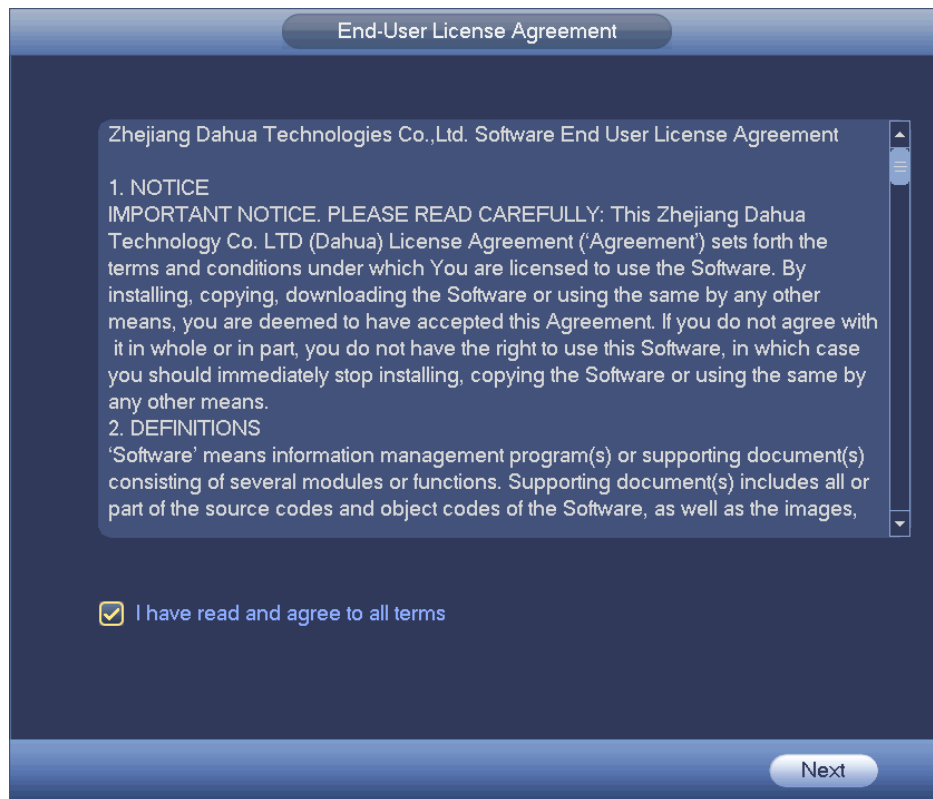 End-User License Agreement
Zhejiang Dahua Technologies Co.,Ltd. Software End User License Agreement
1. NOTICE
IMPORTANT NOTICE. PLEASE READ CAREFULLY: This Zhejiang Dahua
Technology Co. LTD (Dahua) License Agreement (‘Agreement’) sets forth the
terms and conditions under which You are licensed to use the Software. By
installing, copying, downloading the Software or using the same by any other
means, you are deemed to have accepted this Agreement. If you do not agree with
it in whole or in part, you do not have the right to use this Software, in which case
you should immediately stop installing, copying the Software or using the same by
any other means.
2. DEFINITIONS
‘Software’ means information management program(s) or supporting document(s)
consisting of several modules or functions. Supporting document(s) includes all or
part of the source codes and object codes of the Software, as well as the images,
I have read and agree to all terms
Next